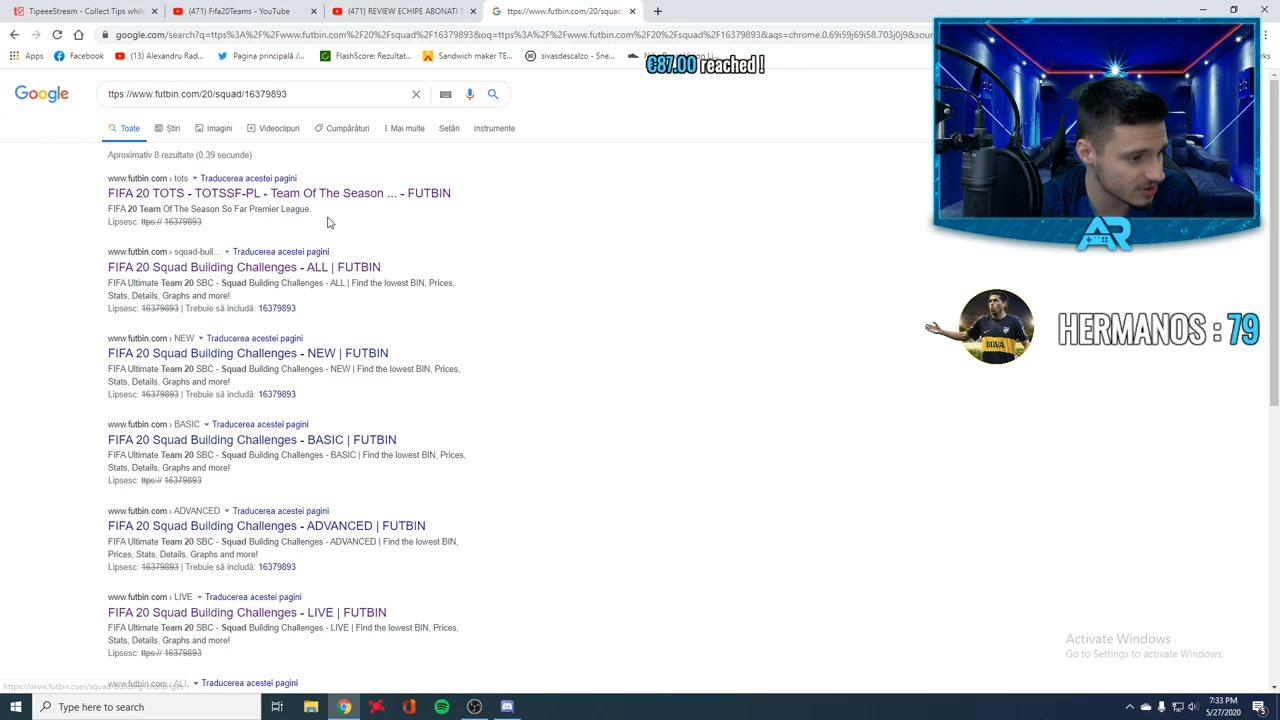 TipeeeStream - Collect Tips while
(471) Fifa20Team - YouTube
(471) REVIEW ECHIPE ABONATI S
ttps://www.futbin.com/20/squad
google.com/search?q=ttps%3A%2F%2Fwww.futbin.com%2F20%2Fsquad%2F16379893&oq=ttps%3A%2F%2Fwww.futbin.com%2F20%2Fsquad%2F16379893&aqs=chrome.0.69i59j69i58.703j0j9&sour
Apps
Facebook
(13) Alexandru Rad...
Pagina principală /...
FlashScore: Rezultat...
Sandwich maker TE...
sivasdescalzo - Sne...
€87.00 reached !
Google
ttps://www.futbin.com/20/squad/16379893
Toate
Știri
Imagini
Videoclipuri
Cumpărături
Mai multe
Setări
Instrumente
Aproximativ 8 rezultate (0,39 secunde)
www.futbin.com › tots Traducerea acestei pagini
FIFA 20 TOTS - TOTSSF-PL - Team Of The Season ... - FUTBIN
FIFA 20 Team Of The Season So Far Premier League.
Lipsesc: ttps:// 16379893
www.futbin.com › squad-buil... Traducerea acestei pagini
FIFA 20 Squad Building Challenges - ALL | FUTBIN
FIFA Ultimate Team 20 SBC - Squad Building Challenges - ALL | Find the lowest BIN, Prices,
Stats, Details, Graphs and more!
Lipsesc: 16379893 | Trebuie să includă: 16379893
www.futbin.com › NEW Traducerea acestei pagini
FIFA 20 Squad Building Challenges - NEW | FUTBIN
FIFA Ultimate Team 20 SBC - Squad Building Challenges - NEW | Find the lowest BIN, Prices,
Stats, Details, Graphs and more!
Lipsesc: 16379893 | Trebuie să includă: 16379893
www.futbin.com › BASIC Traducerea acestei pagini
FIFA 20 Squad Building Challenges - BASIC | FUTBIN
FIFA Ultimate Team 20 SBC - Squad Building Challenges - BASIC | Find the lowest BIN, Prices,
Stats, Details, Graphs and more!
Lipsesc: ttps:// 16379893
www.futbin.com › ADVANCED Traducerea acestei pagini
FIFA 20 Squad Building Challenges - ADVANCED | FUTBIN
FIFA Ultimate Team 20 SBC - Squad Building Challenges - ADVANCED | Find the lowest BIN,
Prices, Stats, Details, Graphs and more!
Lipsesc: 16379893 | Trebuie să includă: 16379893
www.futbin.com › LIVE Traducerea acestei pagini
FIFA 20 Squad Building Challenges - LIVE | FUTBIN
FIFA Ultimate Team 20 SBC - Squad Building Challenges - LIVE | Find the lowest BIN, Prices,
Stats, Details, Graphs and more!
Lipsesc: ttps:// 16379893
www.futbin.com › ALL Traducerea acestei pagini
https://www.futbin.com/squad-building-challenges
AR
HERMANOS : 79
Activate Windows
Go to Settings to activate Windows.
Type here to search
7:33 PM
5/27/2020